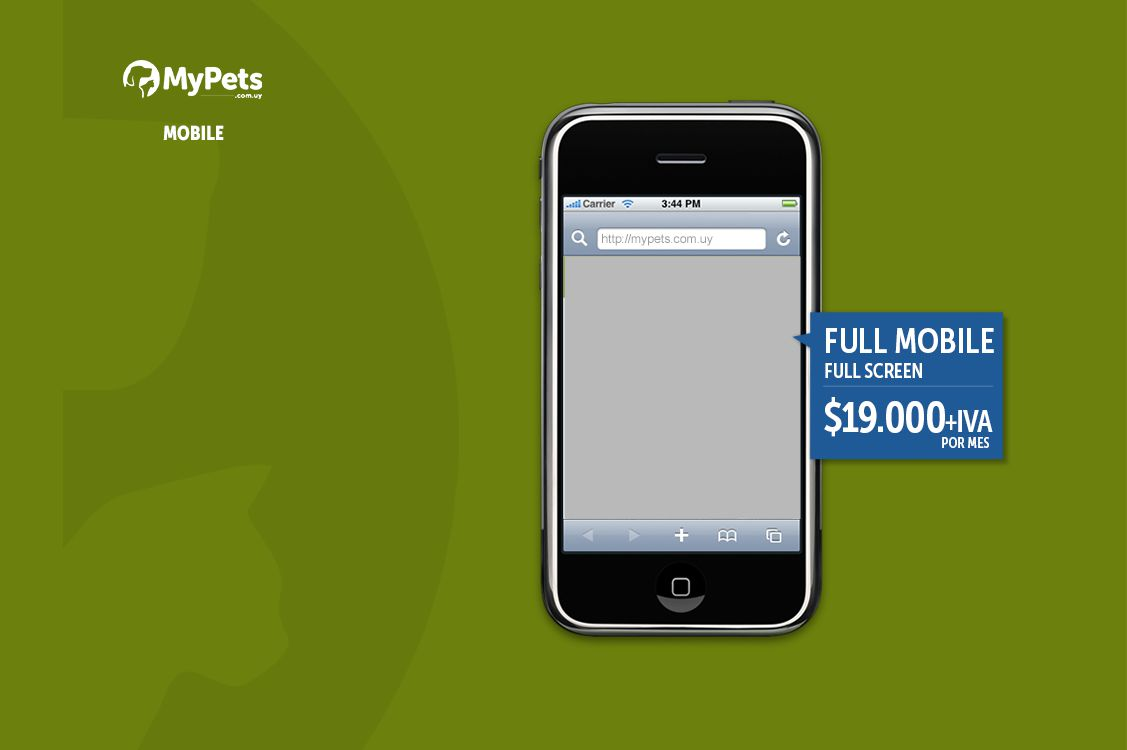 MyPets
.com.uy
MOBILE
Carrier
3:44 PM
http://mypets.com.uy
FULL MOBILE
FULL SCREEN
$19.000+IVA
POR MES